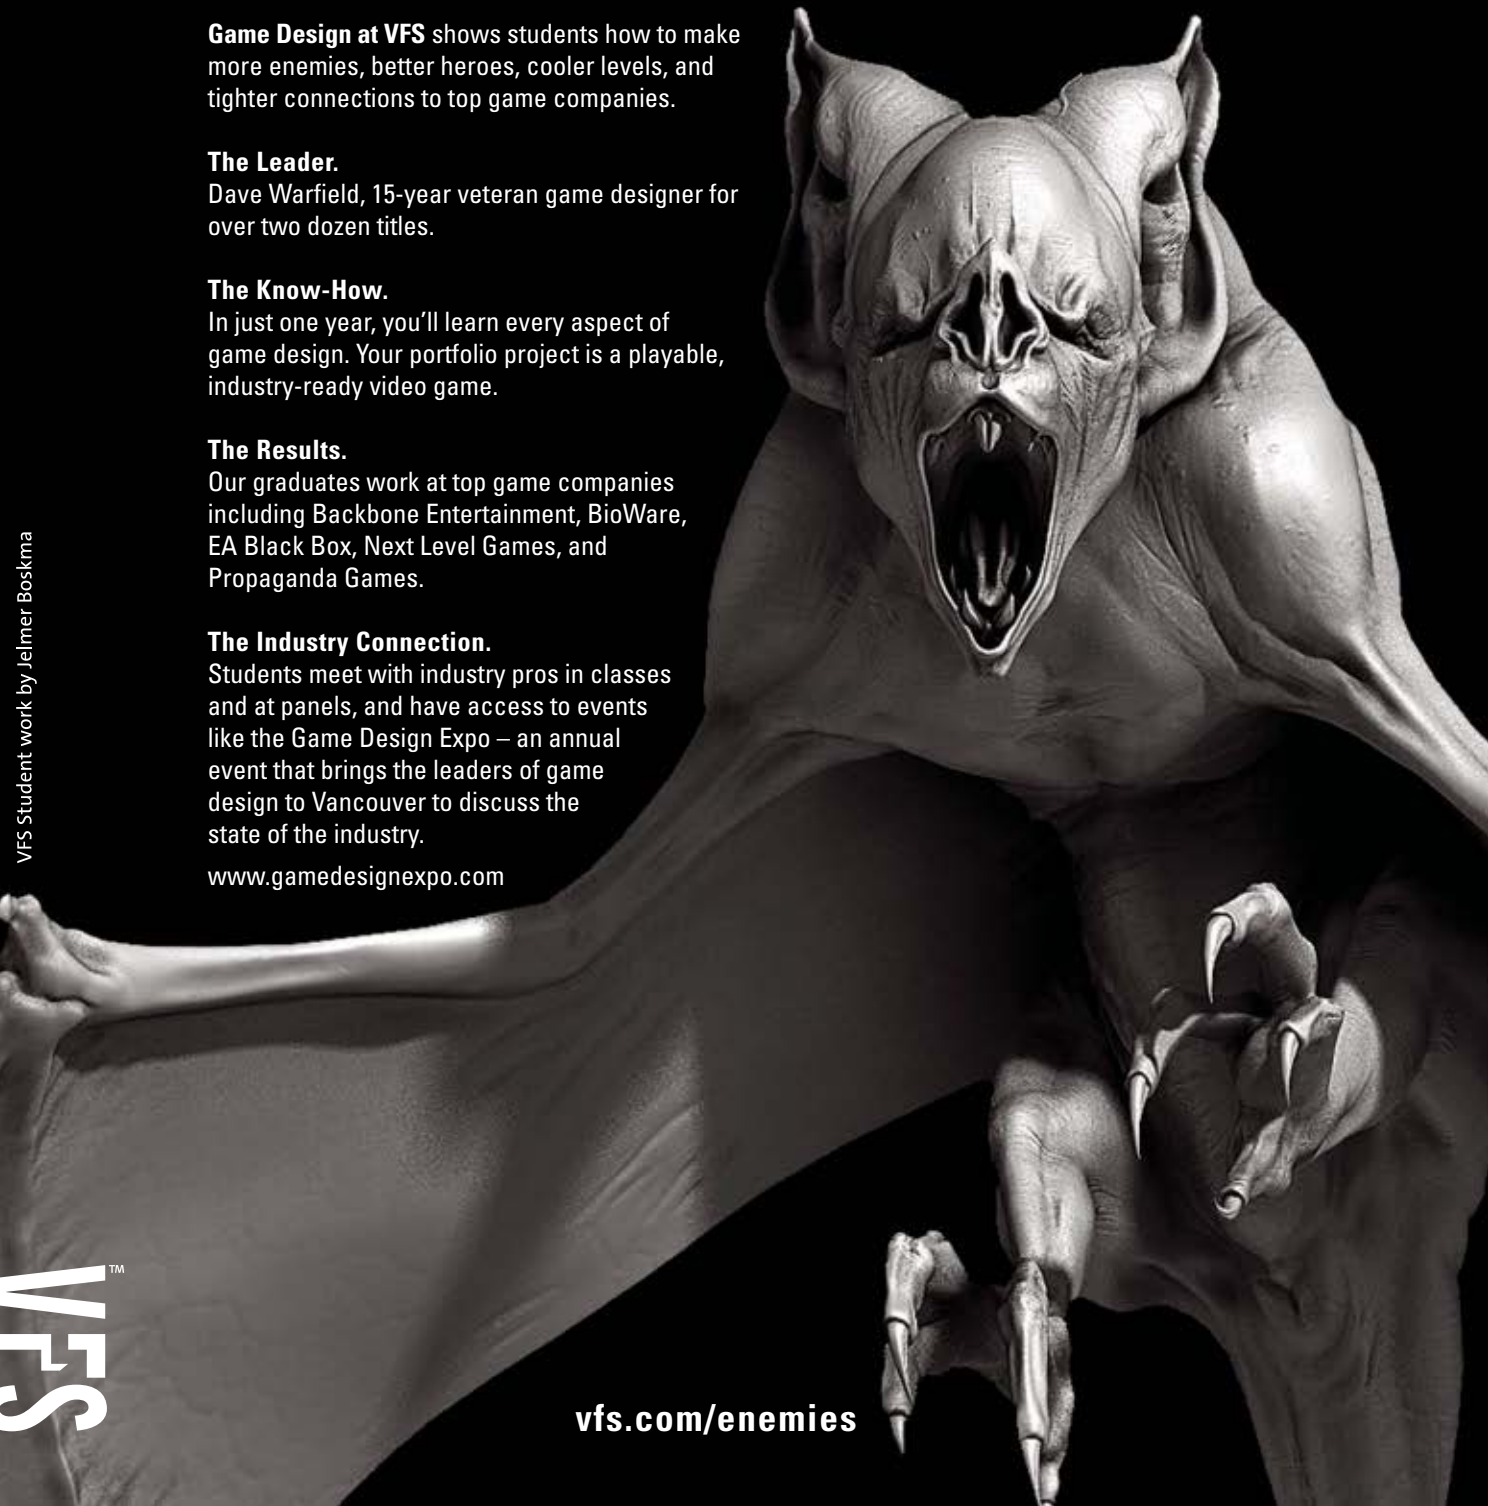 Game Design at VFS shows students how to make
more enemies, better heroes, cooler levels, and
tighter connections to top game companies.
The Leader.
Dave Warfield, 15-year veteran game designer for
over two dozen titles.
The Know-How.
In just one year, you’ll learn every aspect of
game design. Your portfolio project is a playable,
industry-ready video game.
The Results.
Our graduates work at top game companies
including Backbone Entertainment, BioWare,
EA Black Box, Next Level Games, and
Propaganda Games.
The Industry Connection.
Students meet with industry pros in classes
and at panels, and have access to events
like the Game Design Expo – an annual
event that brings the leaders of game
design to Vancouver to discuss the
state of the industry.
www.gamedesignexpo.com
VFS Student work by Jelmer Boskma
VFS™
vfs.com/enemies